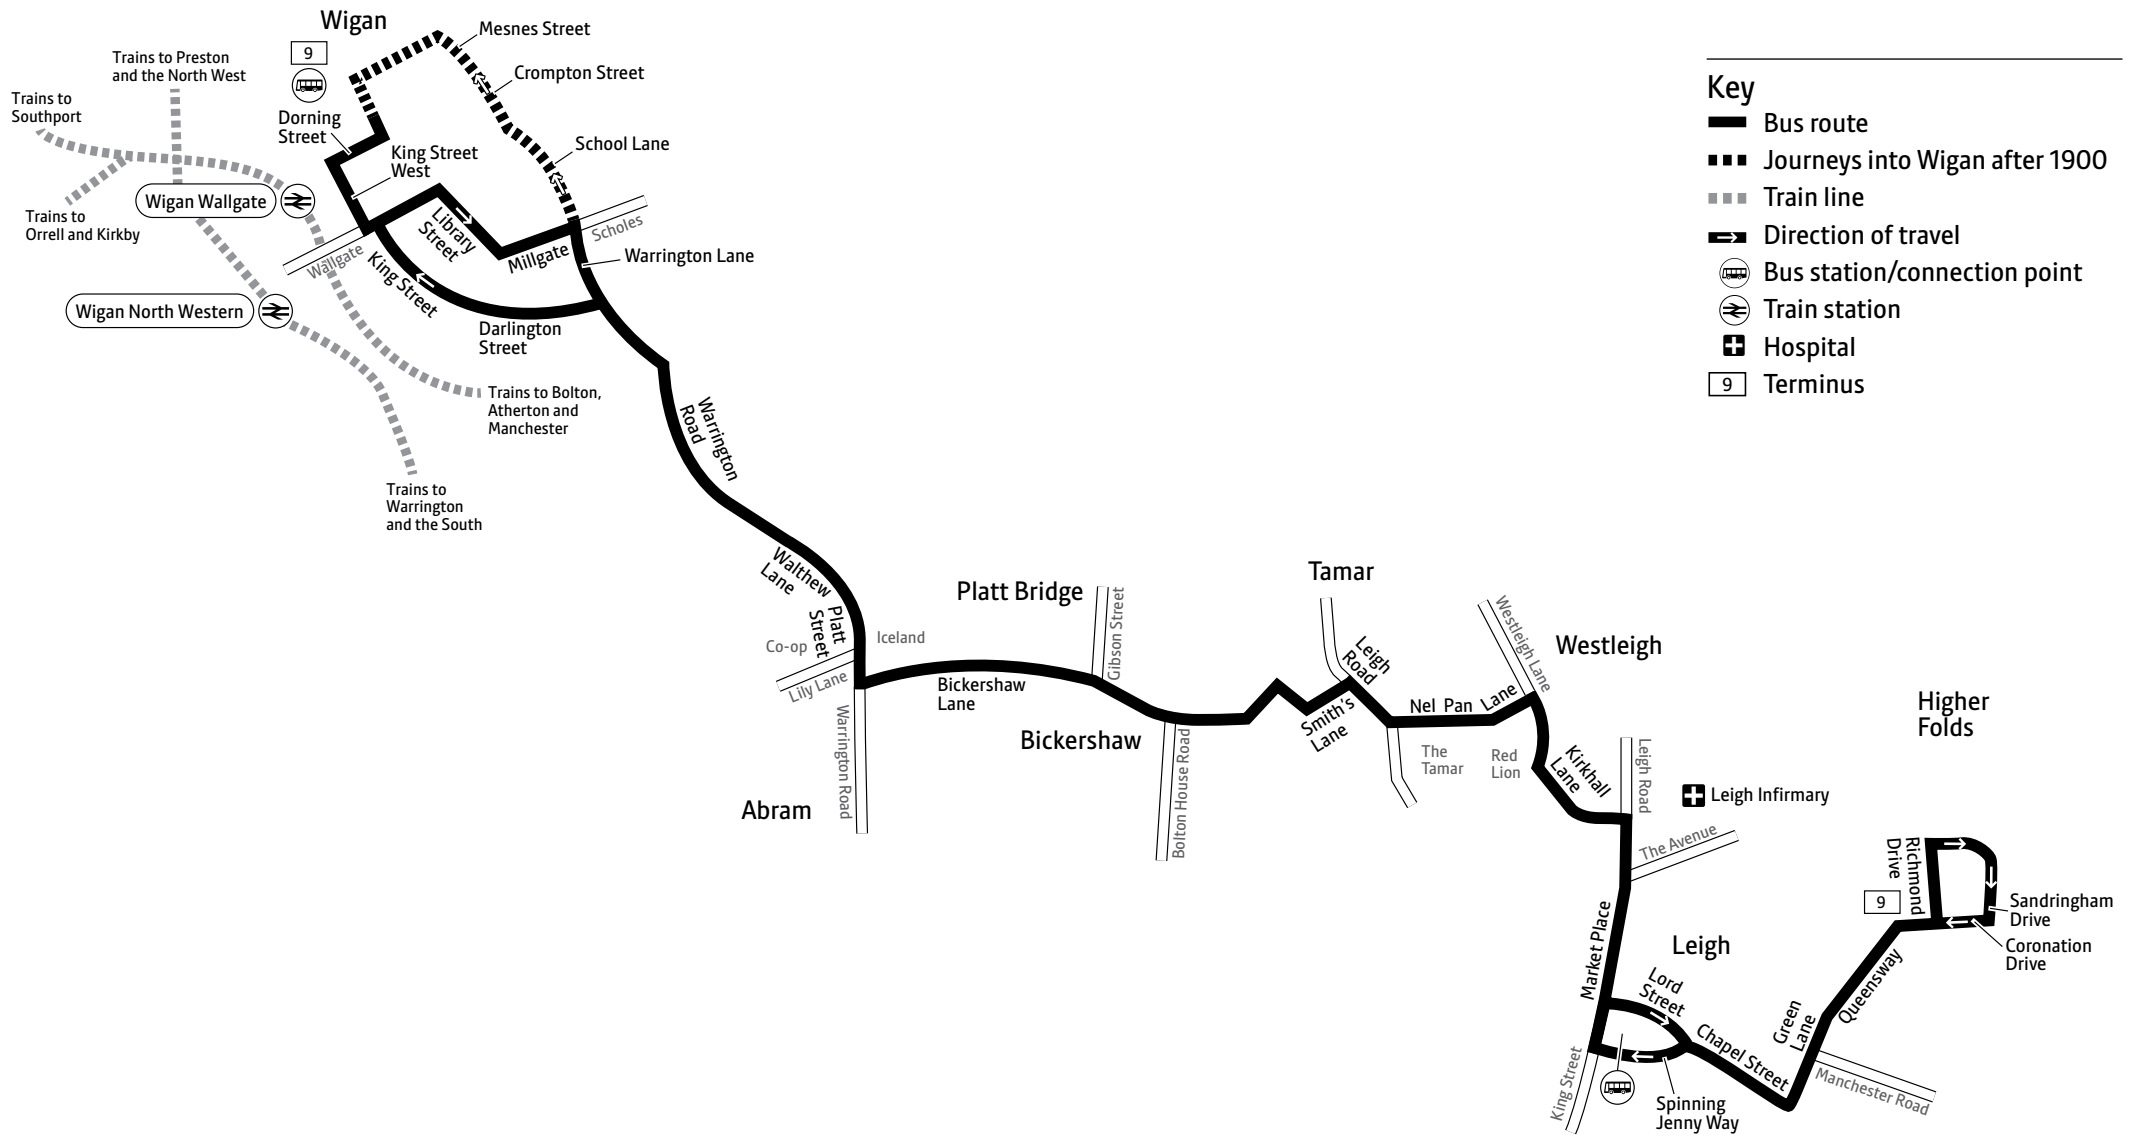 Wigan
9
Mesnes Street
Crompton Street
Trains to Preston
and the North West
Trains to
Southport
Dorning
Street
King Street
West
School Lane
Wigan Wallgate
Trains to
Orrell and Kirkby
Library
Street
Scholes
Wallgate
Millgate
Warrington Lane
King Street
Wigan North Western
Darlington
Street
Trains to Bolton,
Atherton and
Manchester
Warrington
Road
Trains to
Warrington
and the South
Key
Bus route
Journeys into Wigan after 1900
Train line
Direction of travel
Bus station/connection point
Train station
Hospital
9
Terminus
Walthew
Lane
Platt
Street
Co-op
Iceland
Lily Lane
Warrington Road
Abram
Platt Bridge
Gibson Street
Bickershaw
Lane
Bickershaw
Bolton House Road
Tamar
Leigh
Road
Smith's
Lane
Nel Pan Lane
The
Tamar
Red
Lion
Westleigh Lane
Westleigh
Kirkhall
Lane
Leigh Road
Leigh Infirmary
The Avenue
Higher
Folds
Richmond
Drive
9
Sandringham
Drive
Coronation
Drive
Queensway
Green
Lane
Manchester Road
Market Place
Leigh
Lord
Street
Chapel Street
King Street
Spinning
Jenny Way